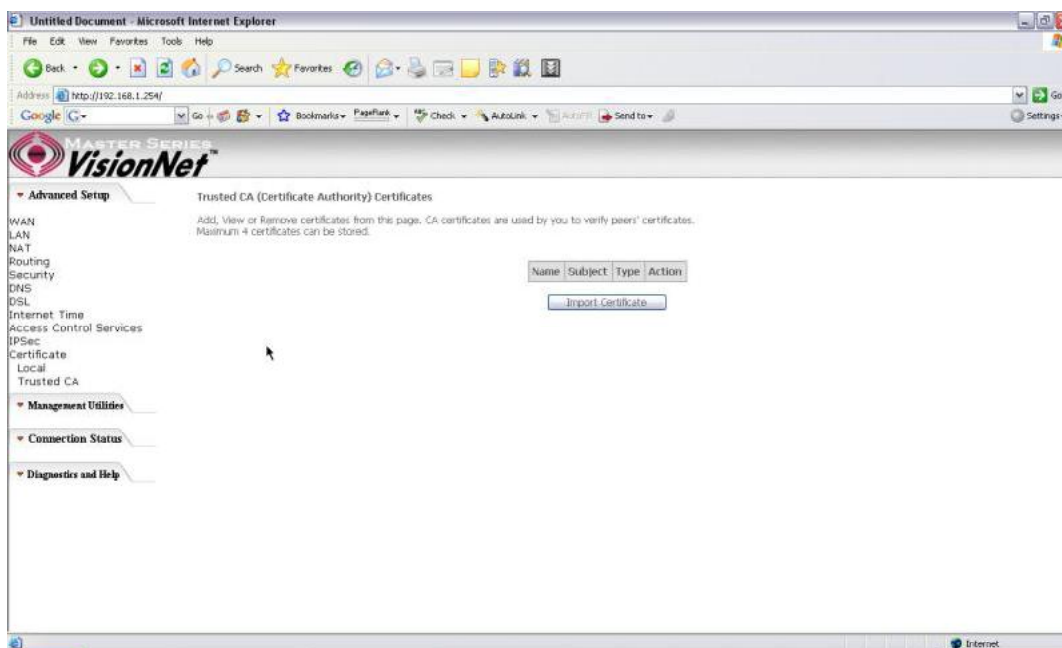 Untitled Document - Microsoft Internet Explorer
File Edit View Favorites Tools Help
Back Search Favorites
Address http://192.168.1.254/ Go
Google G Go Bookmarks PageRank Check AutoLink AutoFill Send to Settings
MASTER SERIES
VisionNet™
Advanced Setup
WAN
LAN
NAT
Routing
Security
DNS
DSL
Internet Time
Access Control Services
IPSec
Certificate
Local
Trusted CA
Management Utilities
Connection Status
Diagnostics and Help
Trusted CA (Certificate Authority) Certificates
Add, View or Remove certificates from this page. CA certificates are used by you to verify peers' certificates.
Maximum 4 certificates can be stored.
Name Subject Type Action
Import Certificate
Internet